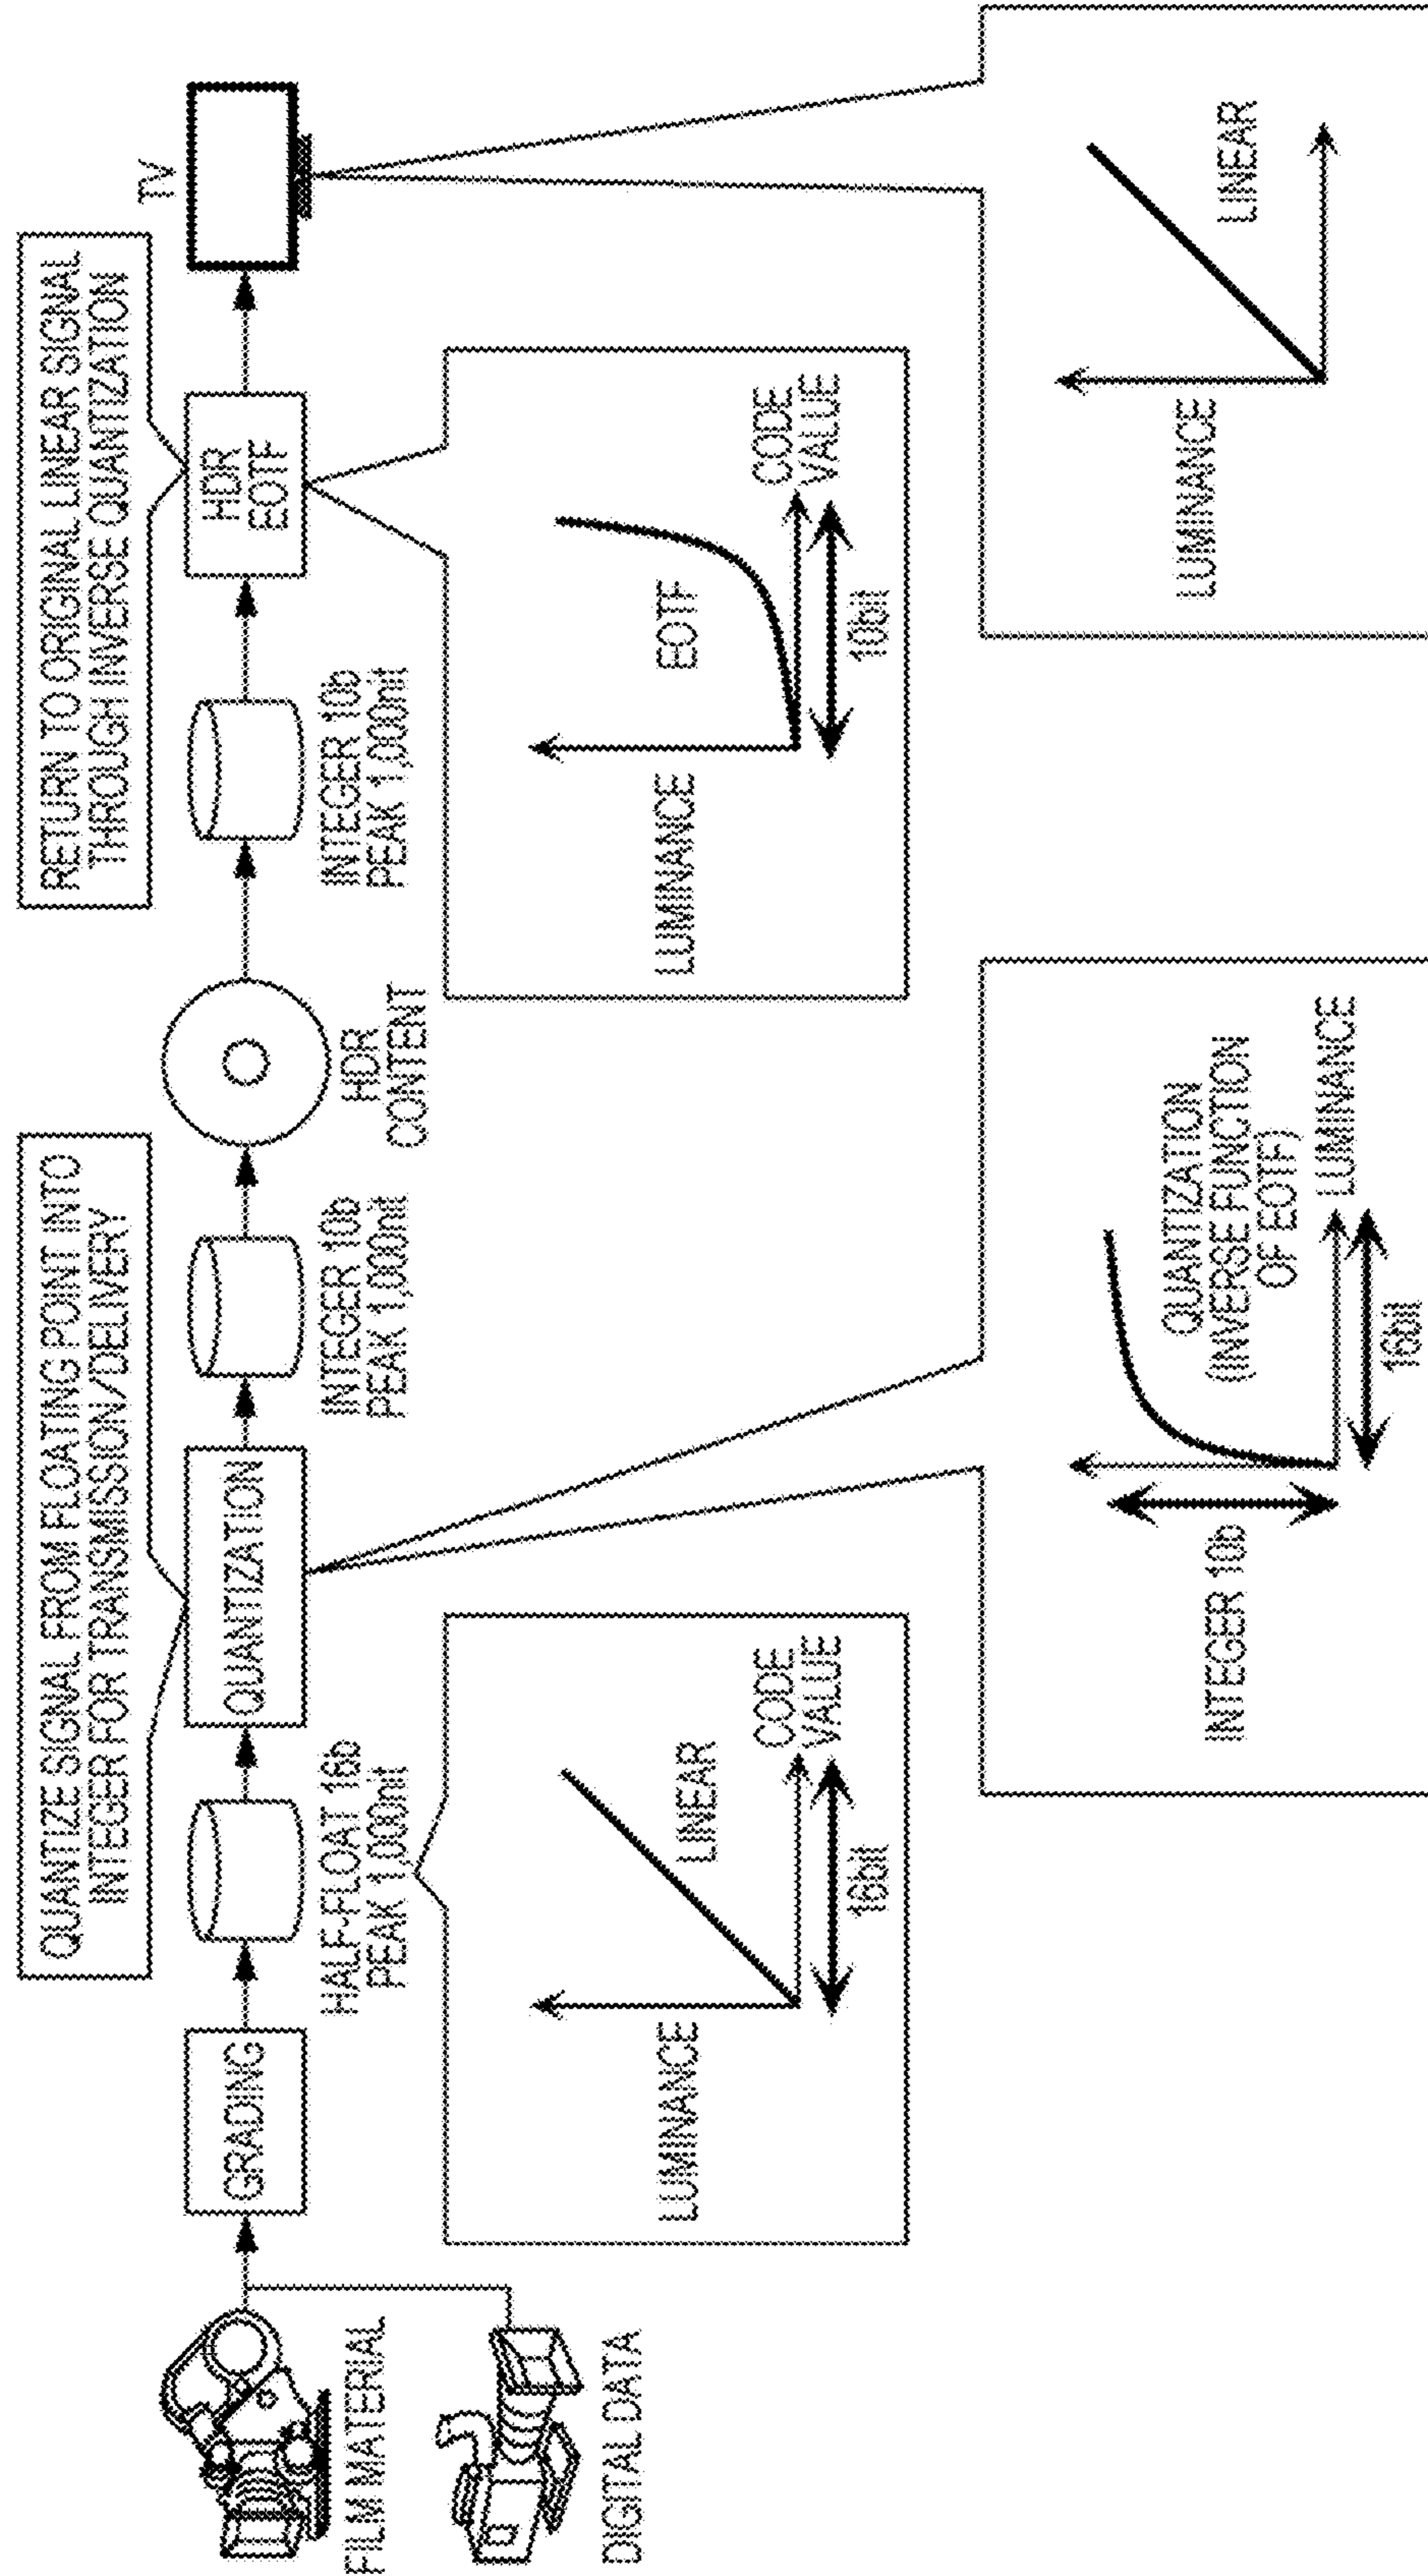 QUANTIZE SIGNAL FROM FLOATING POINT INTO
INTEGER FOR TRANSMISSION/DELIVERY
RETURN TO ORIGINAL LINEAR SIGNAL
THROUGH INVERSE QUANTIZATION
TV
GRADING
QUANTIZATION
HDR
EOTF
FILM MATERIAL
HALF-FLOAT 16b
PEAK 1,000nit
INTEGER 10b
PEAK 1,000nit
HDR
CONTENT
INTEGER 10b
PEAK 1,000nit
DIGITAL DATA
LUMINANCE
LINEAR
CODE
VALUE
16bit
LUMINANCE
EOTF
CODE
VALUE
10bit
INTEGER 10b
QUANTIZATION
(INVERSE FUNCTION
OF EOTF)
LUMINANCE
16bit
LUMINANCE
LINEAR